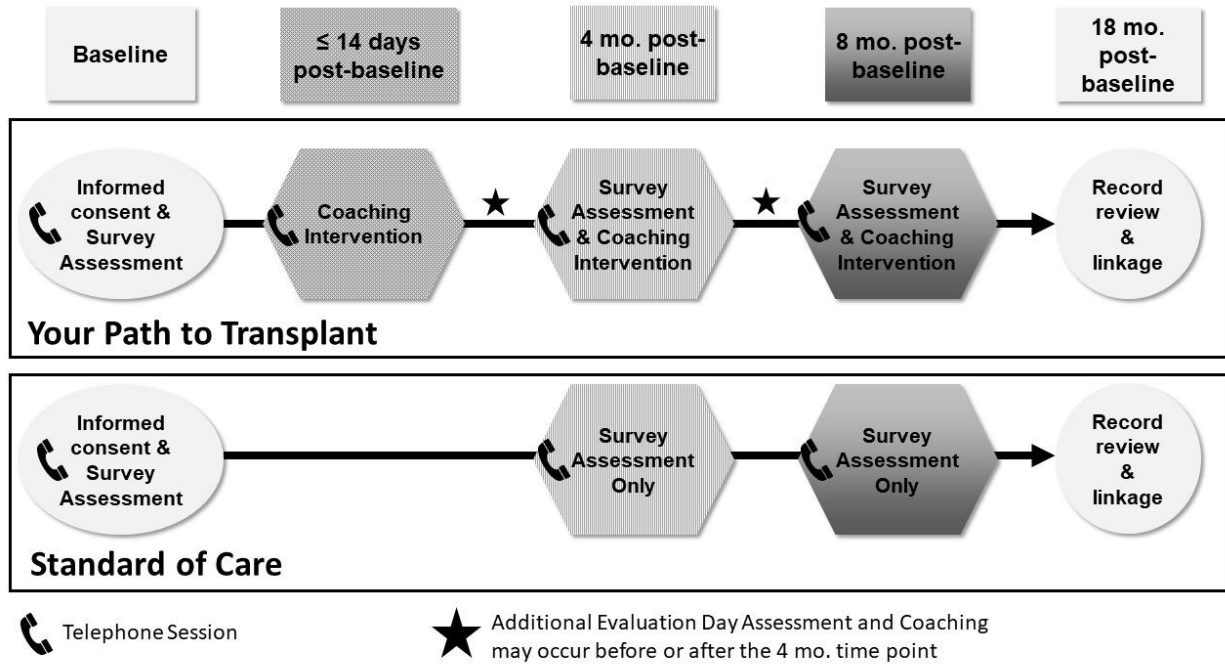 Baseline
≤ 14 days
post-baseline
4 mo. post-
baseline
8 mo. post-
baseline
18 mo.
post-
baseline
Informed
consent &
Survey
Assessment
Coaching
Intervention
Survey
Assessment
& Coaching
Intervention
Survey
Assessment
& Coaching
Intervention
Record
review
&
linkage
Your Path to Transplant
Informed
consent &
Survey
Assessment
Survey
Assessment
Only
Survey
Assessment
Only
Record
review
&
linkage
Standard of Care
Telephone Session
Additional Evaluation Day Assessment and Coaching
may occur before or after the 4 mo. time point